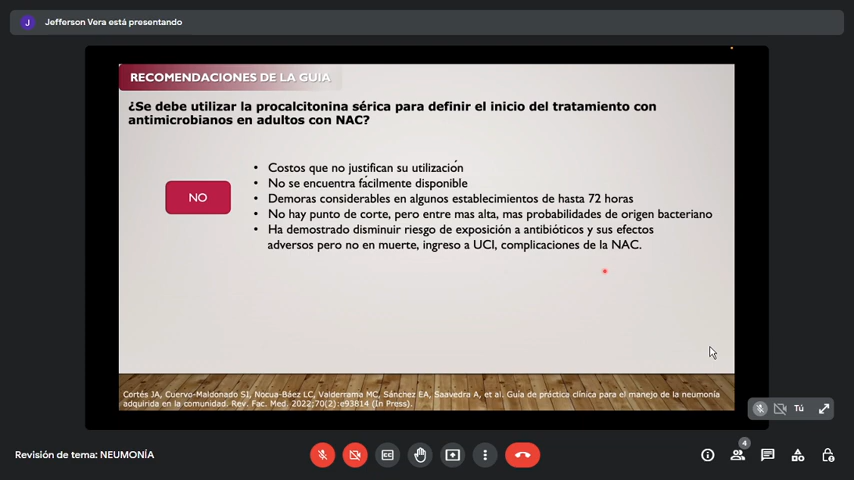 J Jefferson Vera está presentando
RECOMENDACIONES DE LA GUIA
¿Se debe utilizar la procalcitonina sérica para definir el inicio del tratamiento con
antimicrobianos en adultos con NAC?
NO
• Costos que no justifican su utilización
• No se encuentra fácilmente disponible
• Demoras considerables en algunos establecimientos de hasta 72 horas
• No hay punto de corte, pero entre mas alta, mas probabilidades de origen bacteriano
• Ha demostrado disminuir riesgo de exposición a antibióticos y sus efectos
adversos pero no en muerte, ingreso a UCI, complicaciones de la NAC.
Cortés JA, Cuervo-Maldonado SI, Nocua-Báez LC, Valderrama MC, Sánchez EA, Saavedra A, et al. Guía de práctica clínica para el manejo de la neumonía
adquirida en la comunidad. Rev. Fac. Med. 2022;70(2):e93814 (In Press).
Tú
Revisión de tema: NEUMONÍA
CC
4